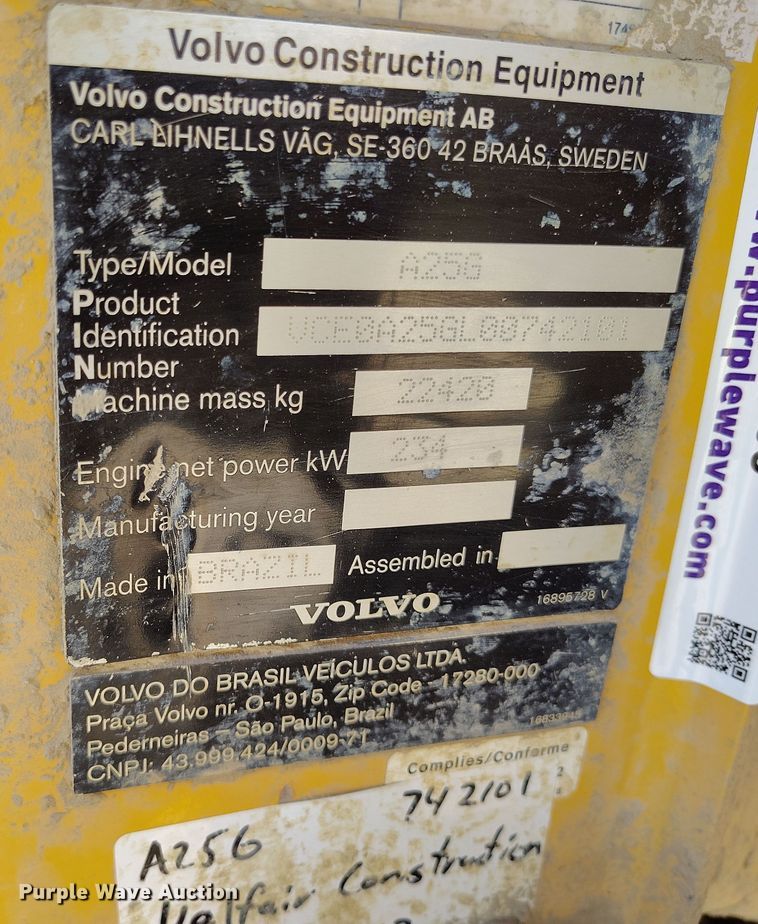 Volvo Construction Equipment
Volvo Construction Equipment AB
CARL LIHNELLS VÄG, SE-360 42 BRAÅS, SWEDEN
Type/Model A25G
Product
Identification VCE0A25GL00742101
Number
Machine mass kg 22420
Engine net power kW 234
Manufacturing year
Made in BRAZIL Assembled in
VOLVO 16895728 V
VOLVO DO BRASIL VEÍCULOS LTDA.
Praça Volvo nr. O-1915, Zip Code - 17280-000
Pederneiras - São Paulo, Brazil
CNPJ: 43.999.424/0009-71
Complies/Conforme
2
A25G 742101
Construction
Purple Wave Auction
.purplewave.com